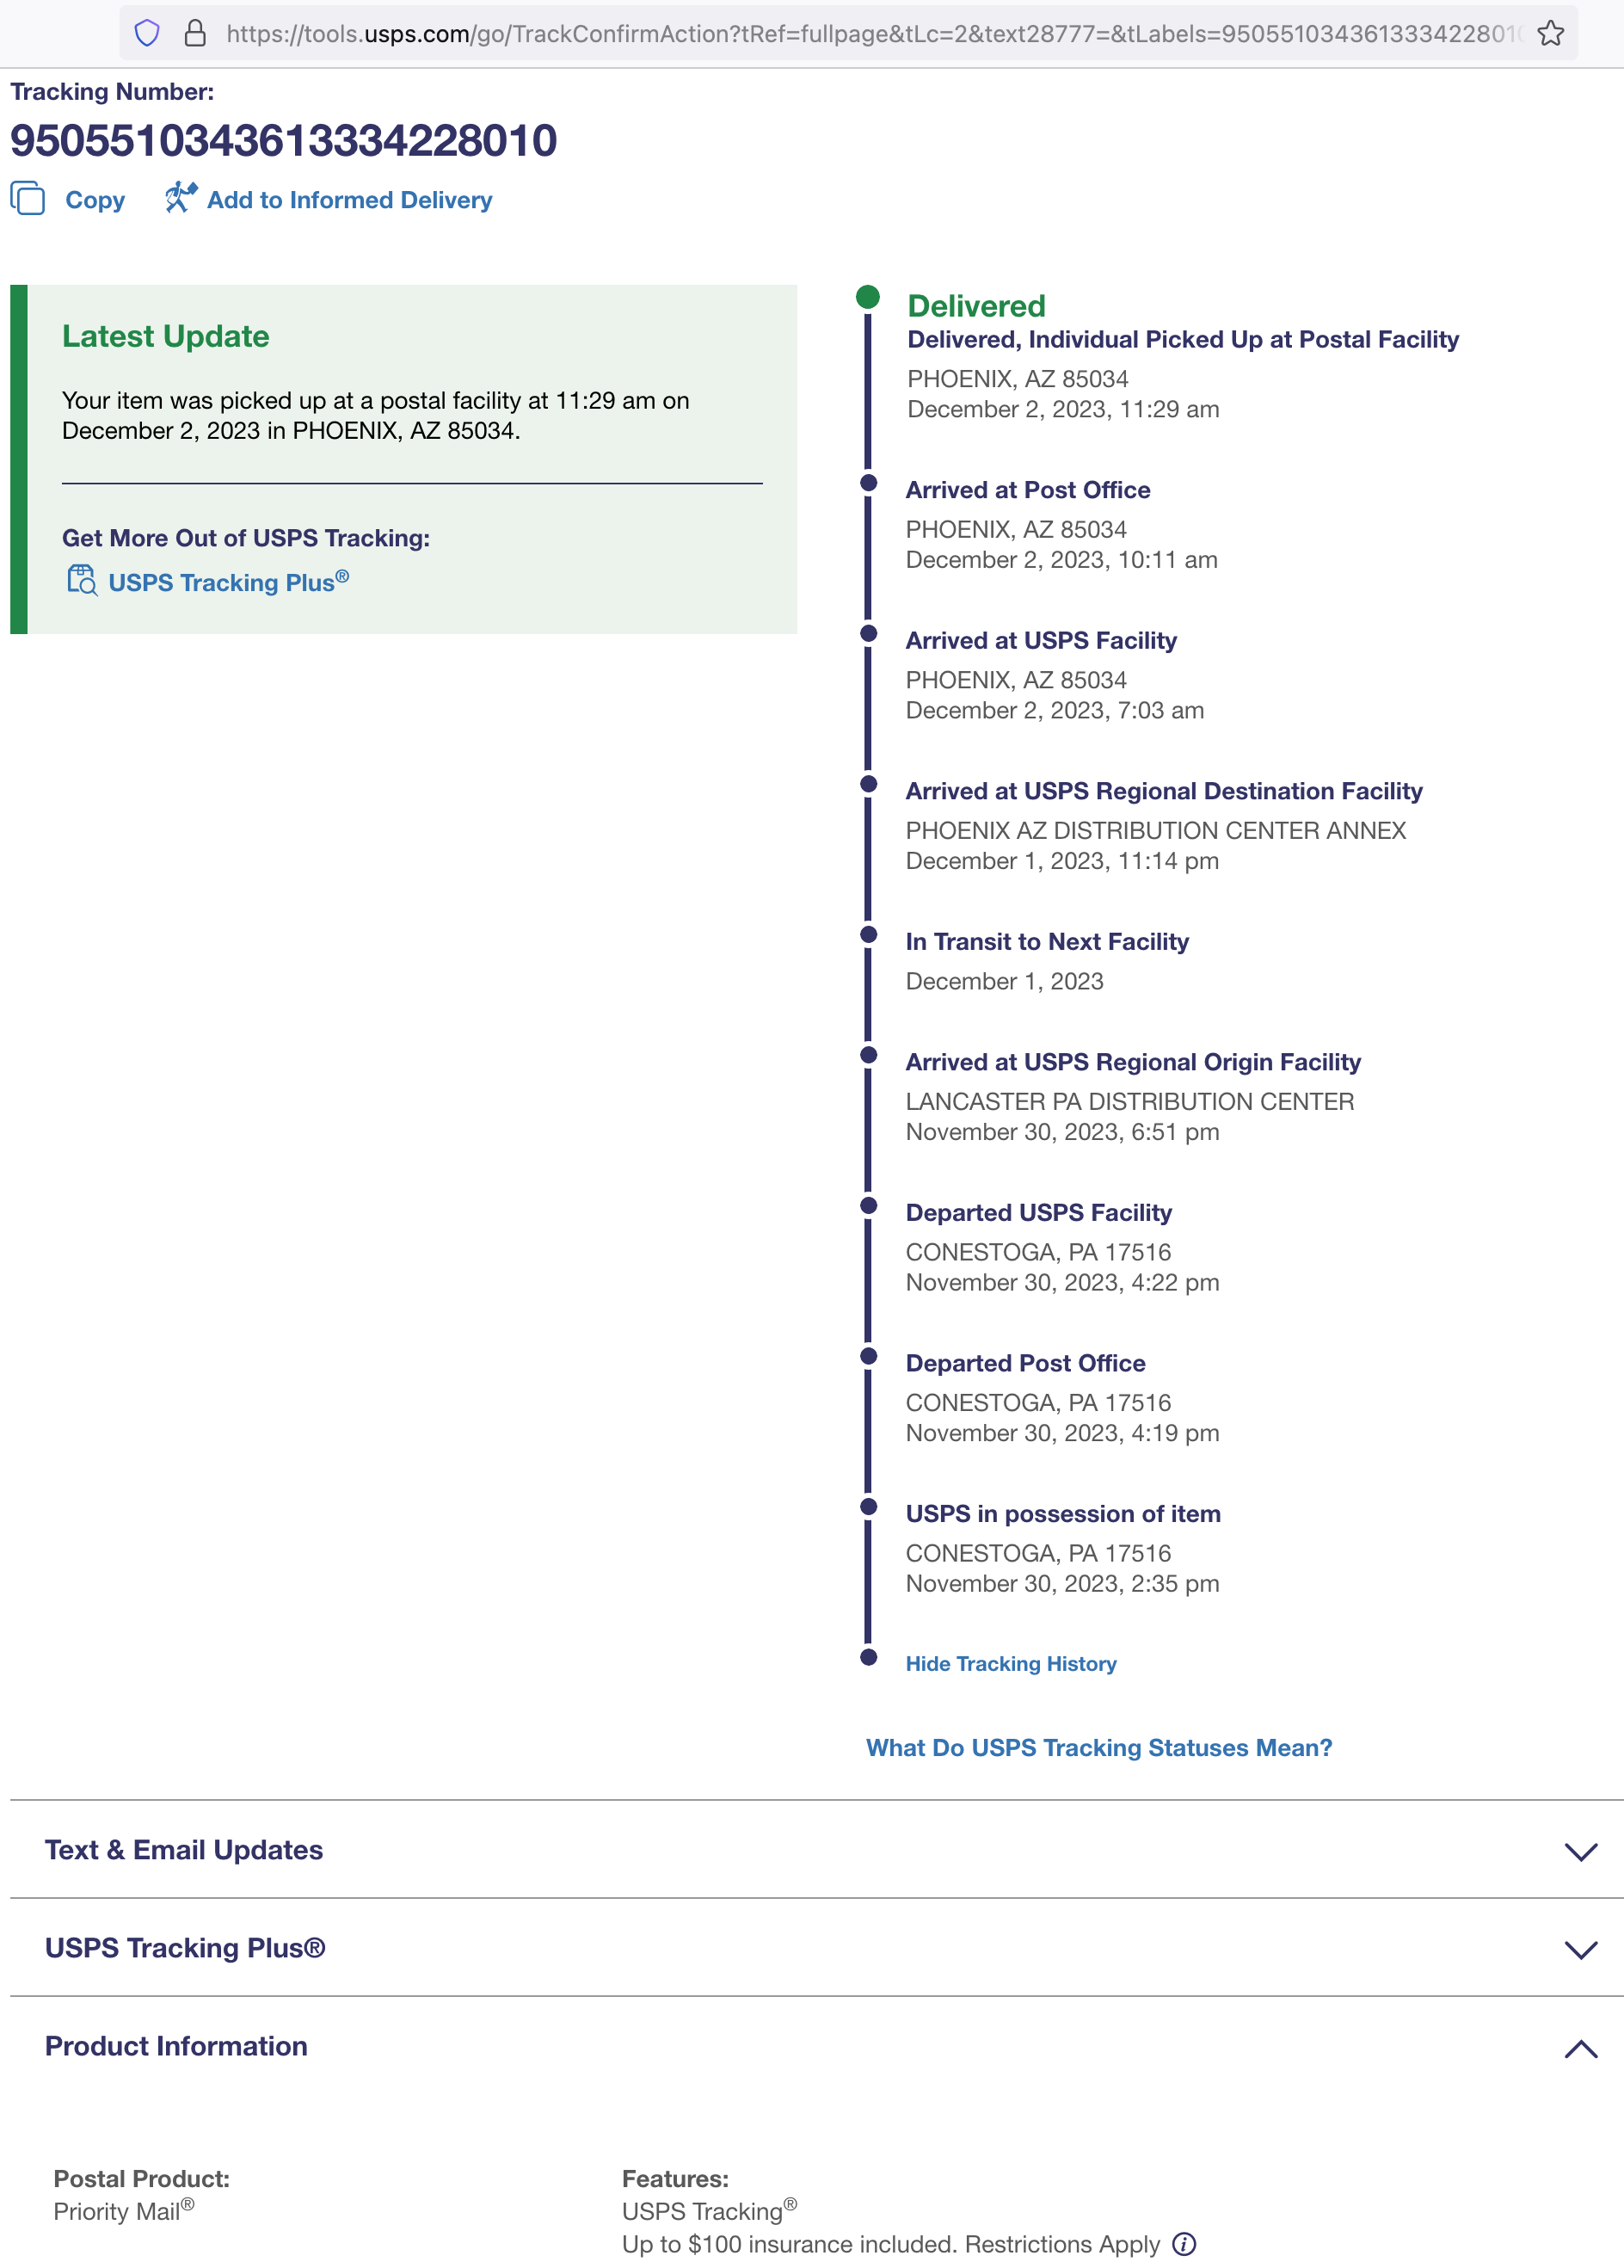 https://tools.usps.com/go/TrackConfirmAction?tRef=fullpage&tLc=2&text28777=&tLabels=9505510343613334228010
Tracking Number:
9505510343613334228010
Copy
Add to Informed Delivery
Latest Update
Your item was picked up at a postal facility at 11:29 am on
December 2, 2023 in PHOENIX, AZ 85034.
Get More Out of USPS Tracking:
USPS Tracking Plus®
Delivered
Delivered, Individual Picked Up at Postal Facility
PHOENIX, AZ 85034
December 2, 2023, 11:29 am
Arrived at Post Office
PHOENIX, AZ 85034
December 2, 2023, 10:11 am
Arrived at USPS Facility
PHOENIX, AZ 85034
December 2, 2023, 7:03 am
Arrived at USPS Regional Destination Facility
PHOENIX AZ DISTRIBUTION CENTER ANNEX
December 1, 2023, 11:14 pm
In Transit to Next Facility
December 1, 2023
Arrived at USPS Regional Origin Facility
LANCASTER PA DISTRIBUTION CENTER
November 30, 2023, 6:51 pm
Departed USPS Facility
CONESTOGA, PA 17516
November 30, 2023, 4:22 pm
Departed Post Office
CONESTOGA, PA 17516
November 30, 2023, 4:19 pm
USPS in possession of item
CONESTOGA, PA 17516
November 30, 2023, 2:35 pm
Hide Tracking History
What Do USPS Tracking Statuses Mean?
Text & Email Updates
USPS Tracking Plus®
Product Information
Postal Product:
Priority Mail®
Features:
USPS Tracking®
Up to $100 insurance included. Restrictions Apply